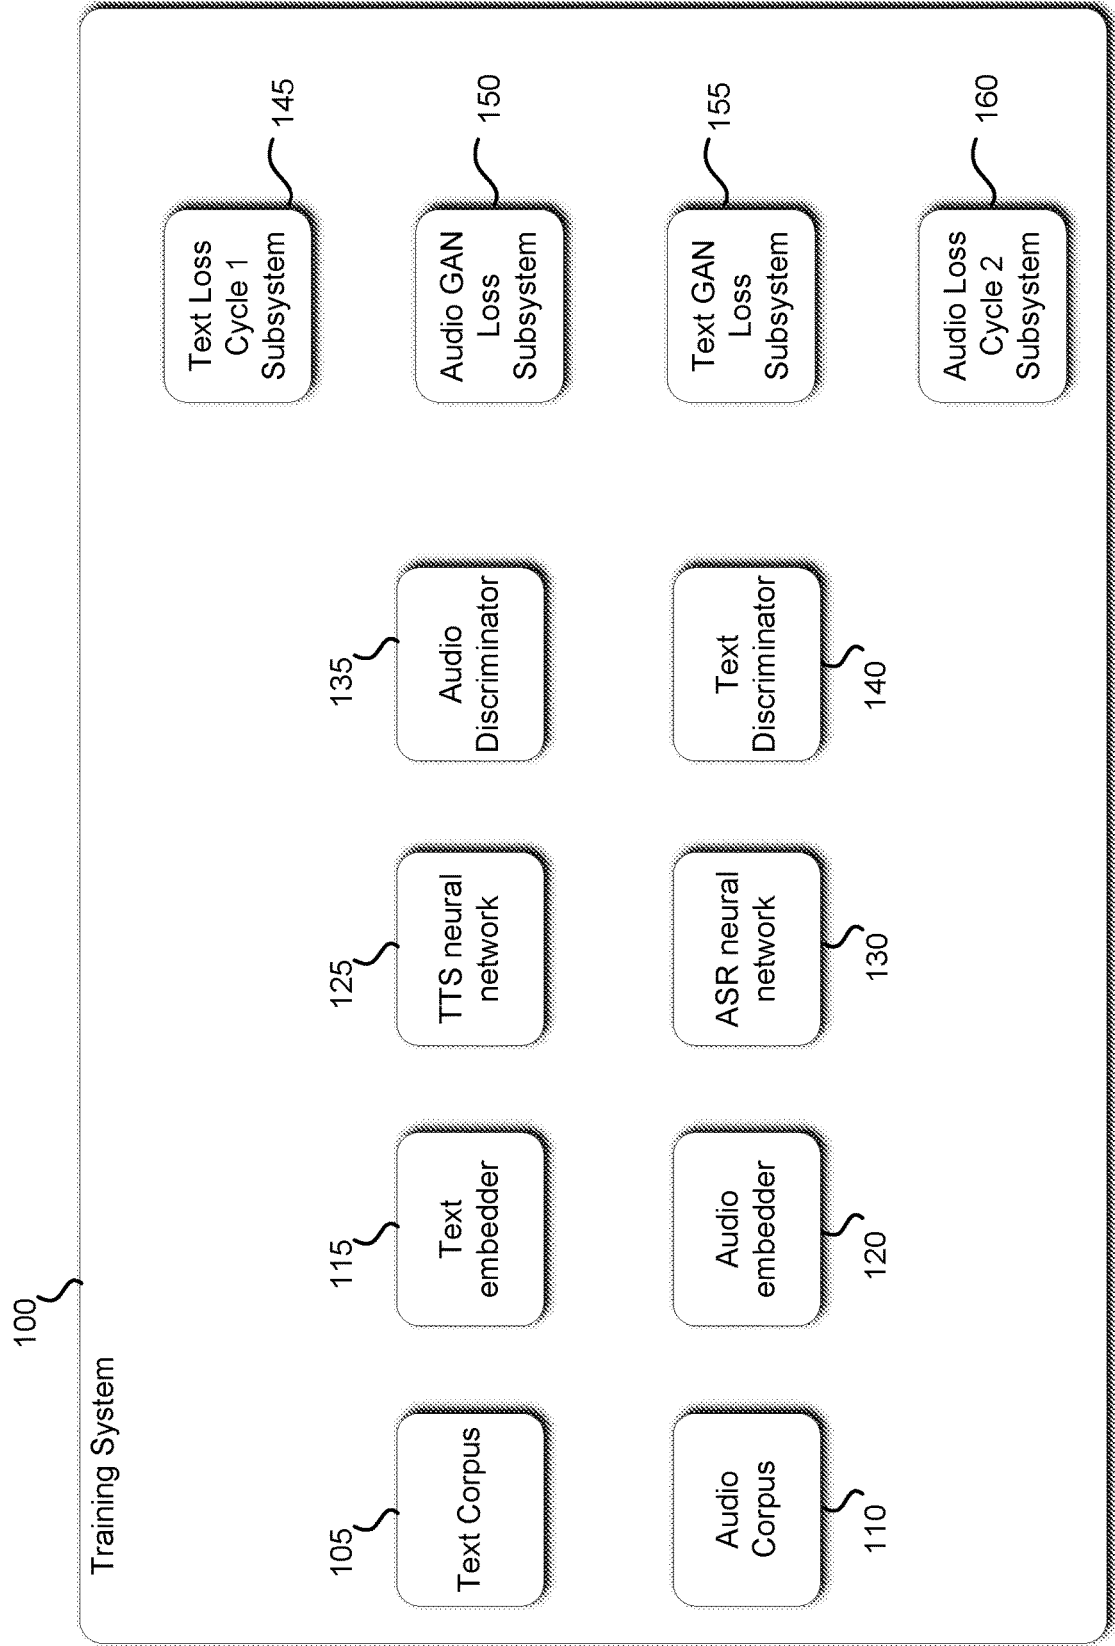 100
Training System
Text Loss
Cycle 1
Subsystem
145
135
Audio GAN
Loss
Subsystem
150
105
Text Corpus
115
Text
embedder
125
TTS neural
network
Audio
Discriminator
Audio
Corpus
110
Audio
embedder
120
ASR neural
network
130
Text
Discriminator
140
Text GAN
Loss
Subsystem
155
Audio Loss
Cycle 2
Subsystem
160